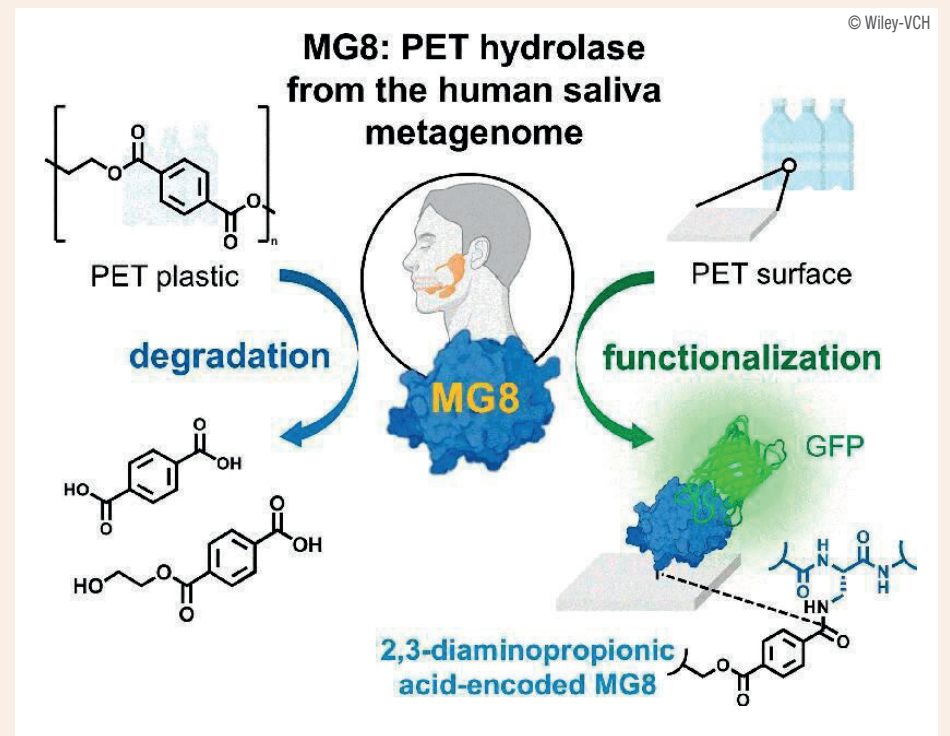 © Wiley-VCH
MG8: PET hydrolase
from the human saliva
metagenome
O
O
O
O
n
PET plastic
PET surface
degradation
functionalization
MG8
GFP
O
OH
HO
O
O
OH
HO
O
O
H
N
O
O
N
H
HN
O
O
O
2,3-diaminopropionic
acid-encoded MG8